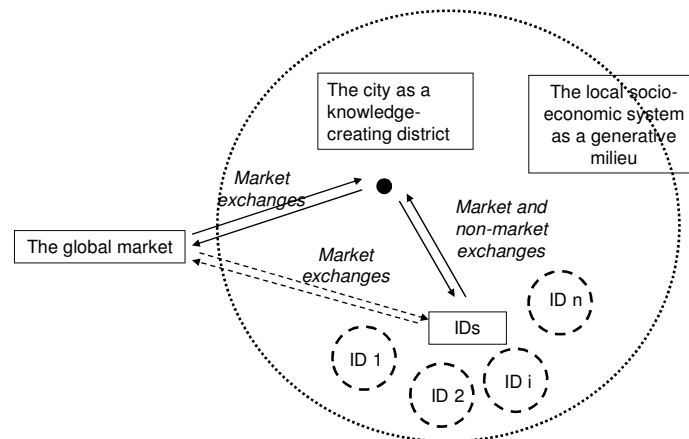 The city as a
knowledge-
creating district
The local socio-
economic system
as a generative
milieu
Market
exchanges
Market and
non-market
exchanges
The global market
Market
exchanges
ID n
IDs
ID 1
ID i
ID 2